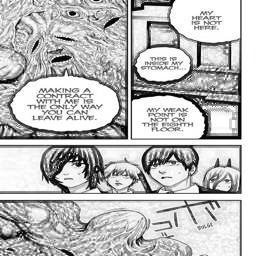 MY
HEART
IS NOT
HERE.
THIS IS
INSIDE MY
STOMACH...
MAKING A
CONTRACT
WITH ME IS
THE ONLY WAY
YOU CAN
LEAVE ALIVE.
MY WEAK
POINT IS
NOT ON
THE EIGHTH
FLOOR.
BULGE